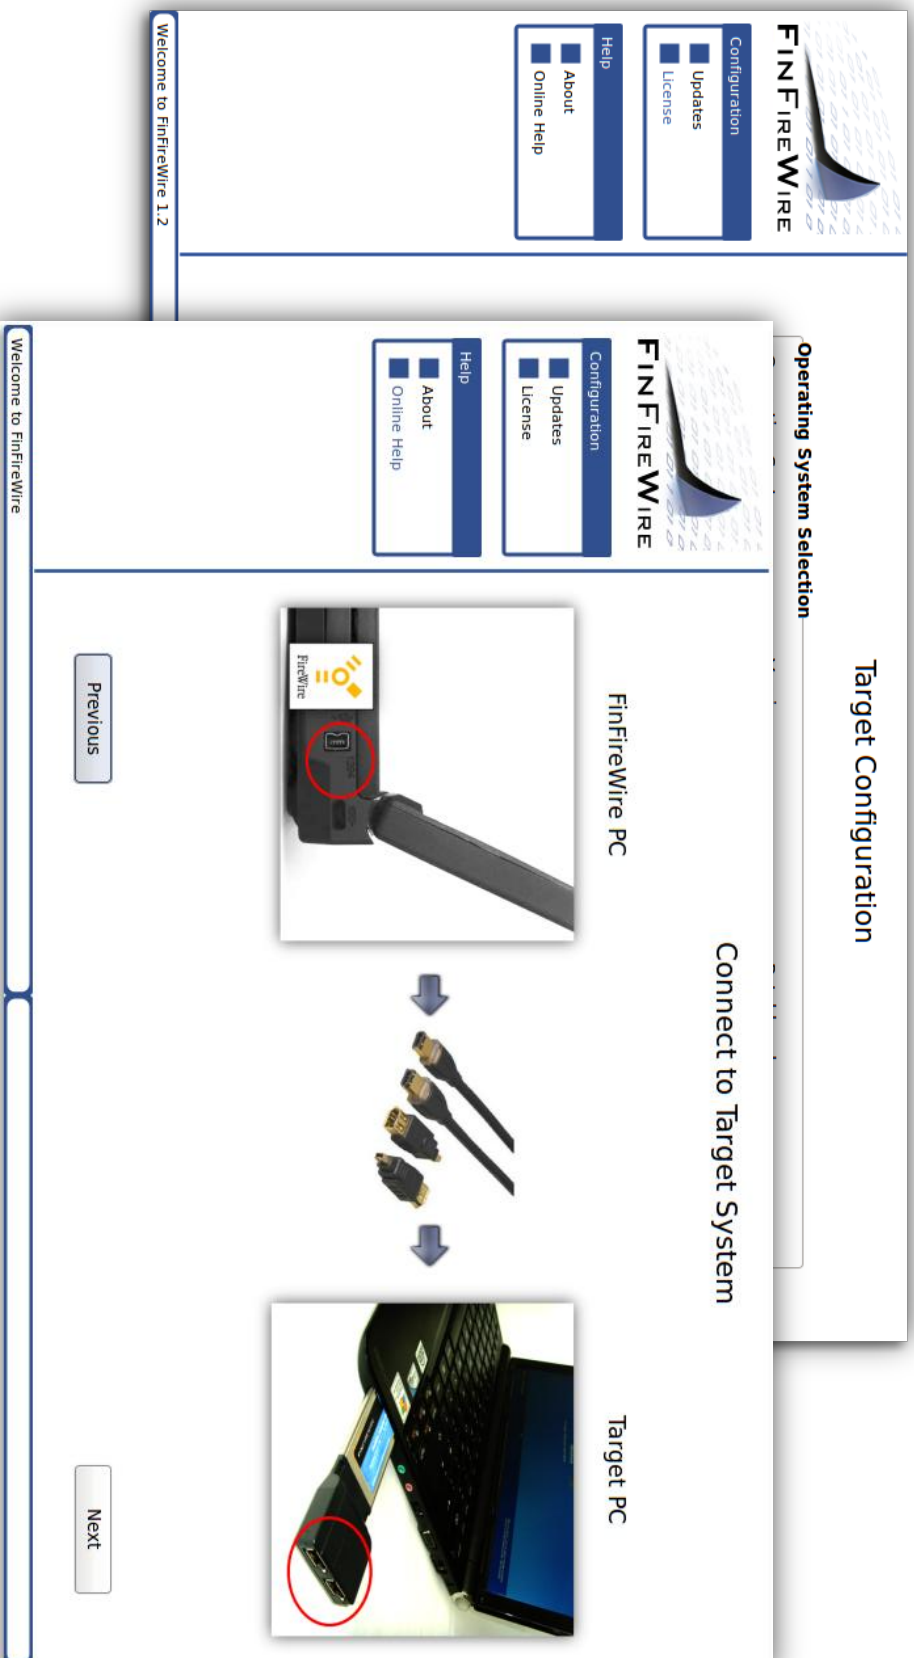 FINFIREWIRE
Target Configuration
Configuration
Updates
License
Help
About
Online Help
Operating System Selection
Welcome to FinFireWire 1.2
FINFIREWIRE
Connect to Target System
Configuration
Updates
License
Help
About
Online Help
FinFireWire PC
Target PC
FireWire
Previous
Next
Welcome to FinFireWire